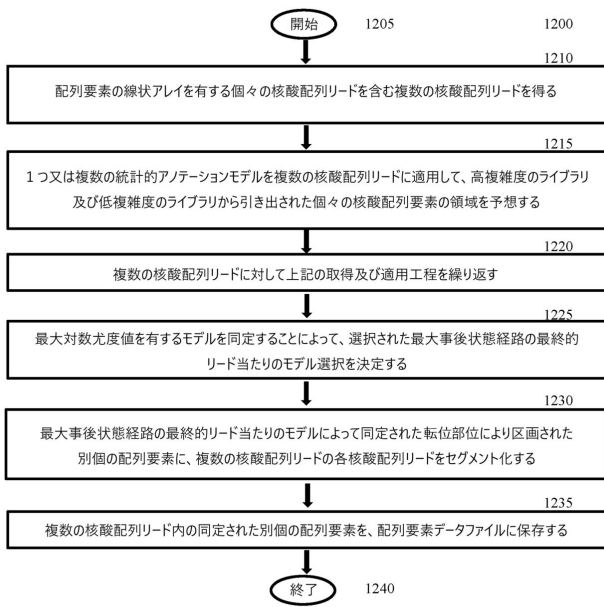 開始 1205 1200
1210
配列要素の線状アレイを有する個々の核酸配列リードを含む複数の核酸配列リードを得る
1215
1つ又は複数の統計的アノテーションモデルを複数の核酸配列リードに適用して、高複雑度のライブラリ
及び低複雑度のライブラリから引き出された個々の核酸配列要素の領域を予想する
1220
複数の核酸配列リードに対して上記の取得及び適用工程を繰り返す
1225
最大対数尤度値を有するモデルを同定することによって、選択された最大事後状態経路の最終的
リード当たりのモデル選択を決定する
1230
最大事後状態経路の最終的リード当たりのモデルによって同定された転位部位により区画された
別個の配列要素に、複数の核酸配列リードの各核酸配列リードをセグメント化する
1235
複数の核酸配列リード内の同定された別個の配列要素を、配列要素データファイルに保存する
終了 1240